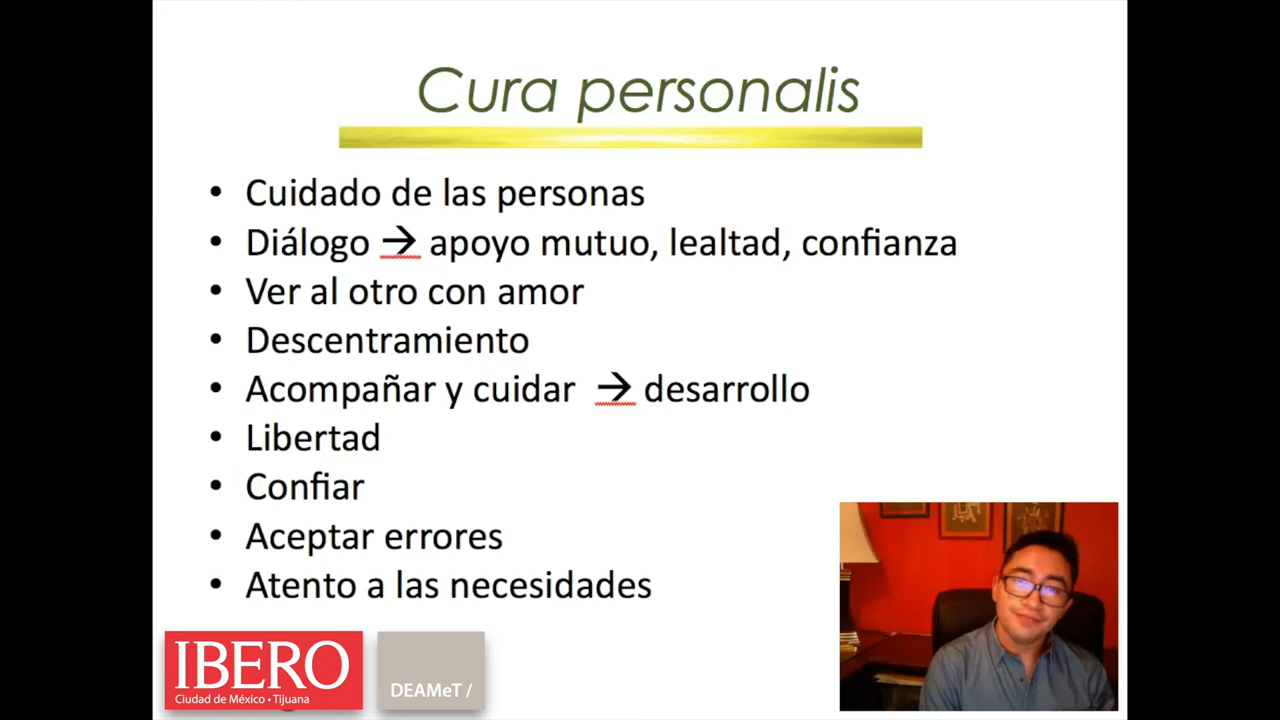 Cura personalis
• Cuidado de las personas
• Diálogo → apoyo mutuo, lealtad, confianza
• Ver al otro con amor
• Descentramiento
• Acompañar y cuidar → desarrollo
• Libertad
• Confiar
• Aceptar errores
• Atento a las necesidades
IBERO
Ciudad de México • Tijuana
DEAMeT /